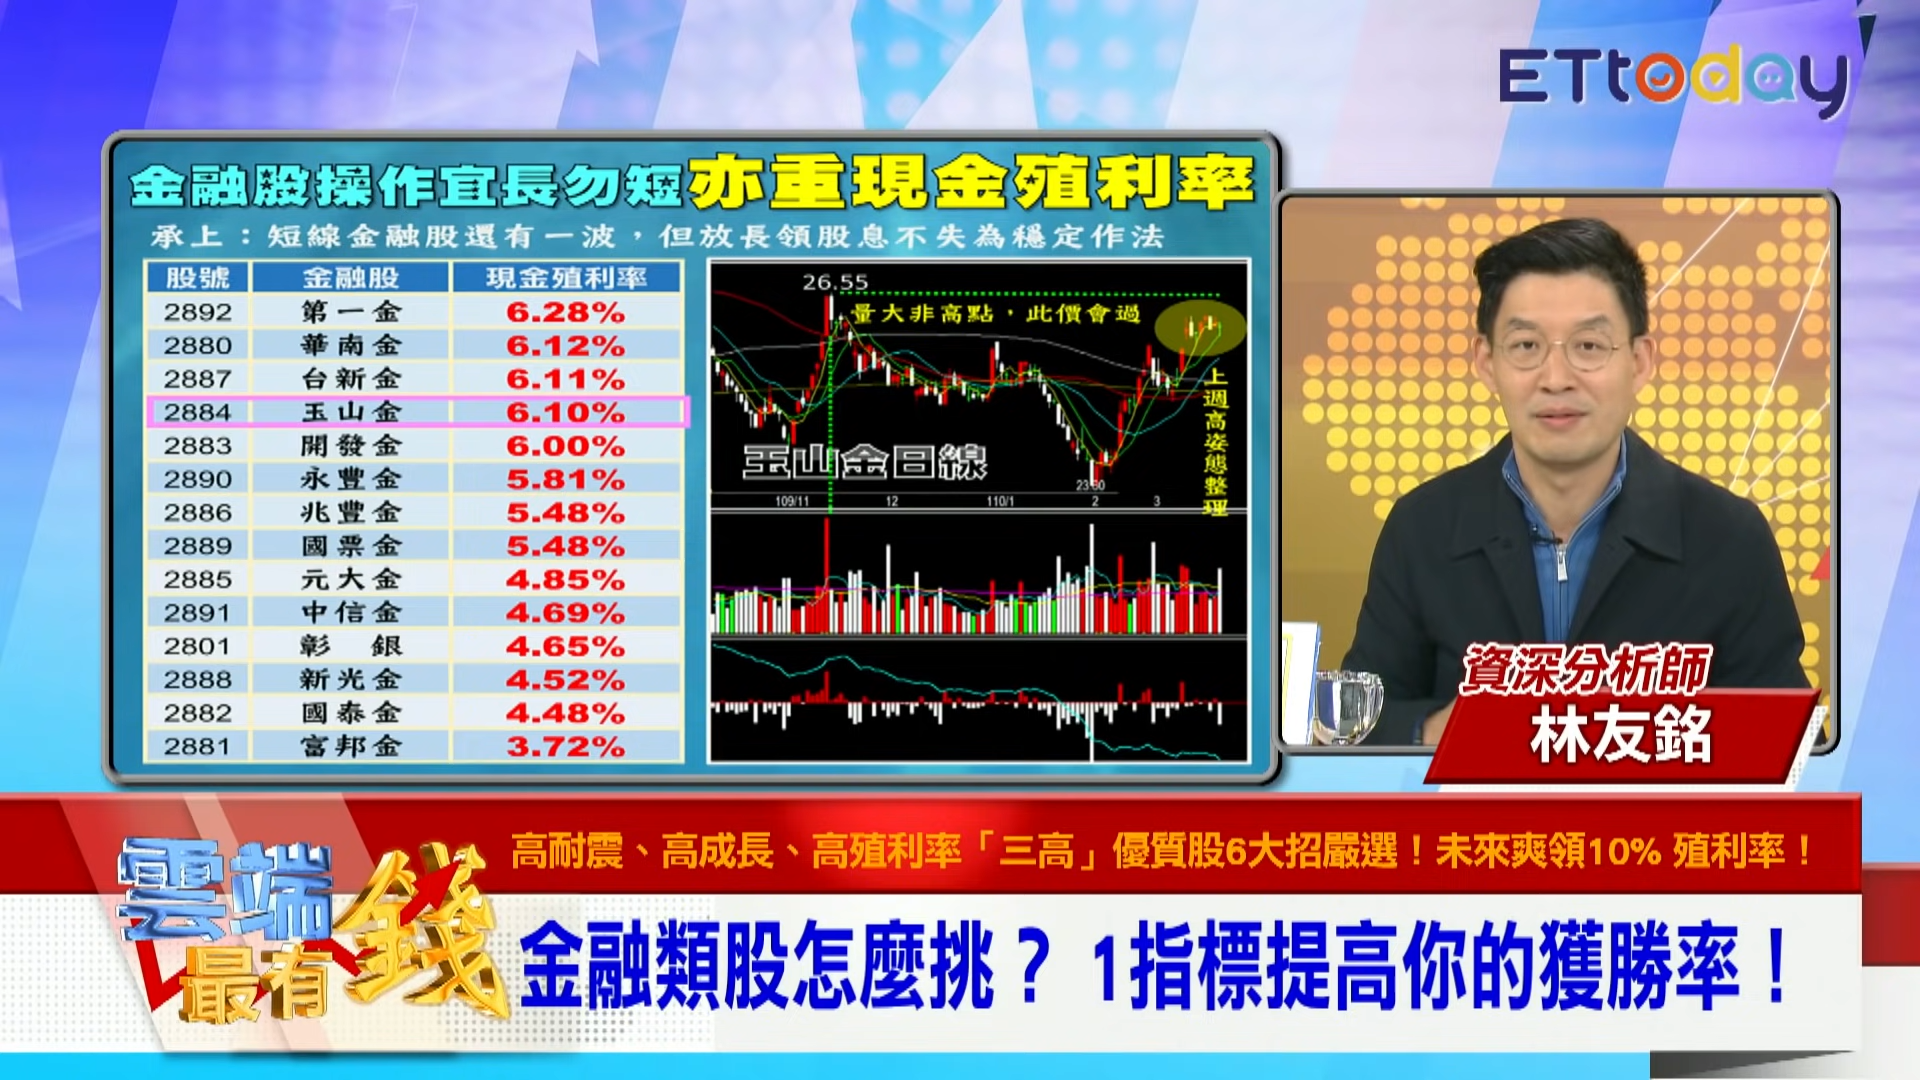 ETtoday
金融股操作宜長勿短亦重現金殖利率
承上：短線金融股還有一波，但放長領股息不失為穩定作法
股號 金融股 現金殖利率
2892 第一金 6.28%
2880 華南金 6.12%
2887 台新金 6.11%
2884 玉山金 6.10%
2883 開發金 6.00%
2890 永豐金 5.81%
2886 兆豐金 5.48%
2889 國票金 5.48%
2885 元大金 4.85%
2891 中信金 4.69%
2801 彰 銀 4.65%
2888 新光金 4.52%
2882 國泰金 4.48%
2881 富邦金 3.72%
26.55
量大非高點，此價會過
上週高姿態整理
玉山金日線
109/11 12 110/1 2 3
資深分析師
林友銘
高耐震、高成長、高殖利率「三高」優質股6大招嚴選！未來爽領10% 殖利率！
雲端最有錢
金融類股怎麼挑？ 1指標提高你的獲勝率！